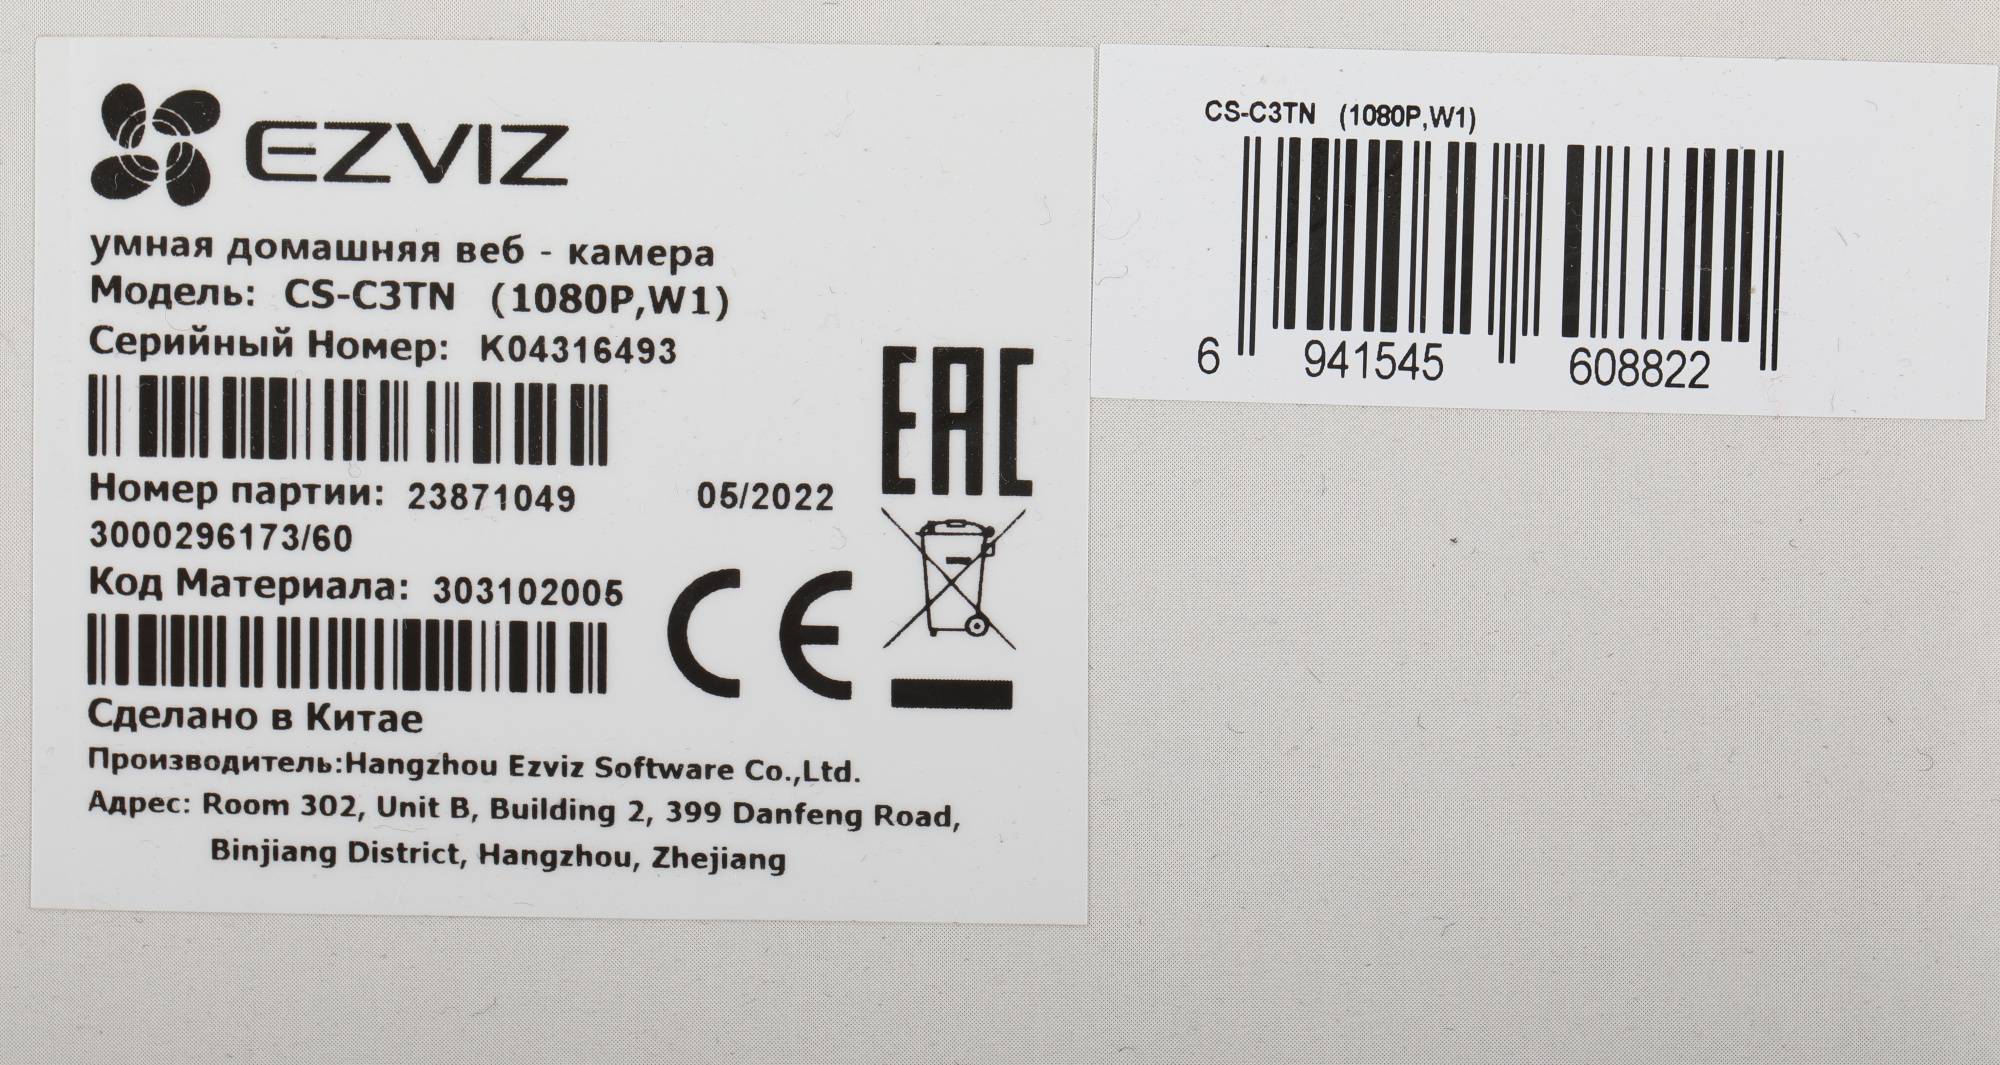 EZVIZ
умная домашняя веб - камера
Модель: CS-C3TN (1080P,W1)
Серийный Номер: K04316493
Номер партии: 23871049 05/2022
3000296173/60
Код Материала: 303102005
Сделано в Китае
Производитель:Hangzhou Ezviz Software Co.,Ltd.
Адрес: Room 302, Unit B, Building 2, 399 Danfeng Road,
Binjiang District, Hangzhou, Zhejiang
EAC
CE
CS-C3TN (1080P,W1)
6 941545 608822